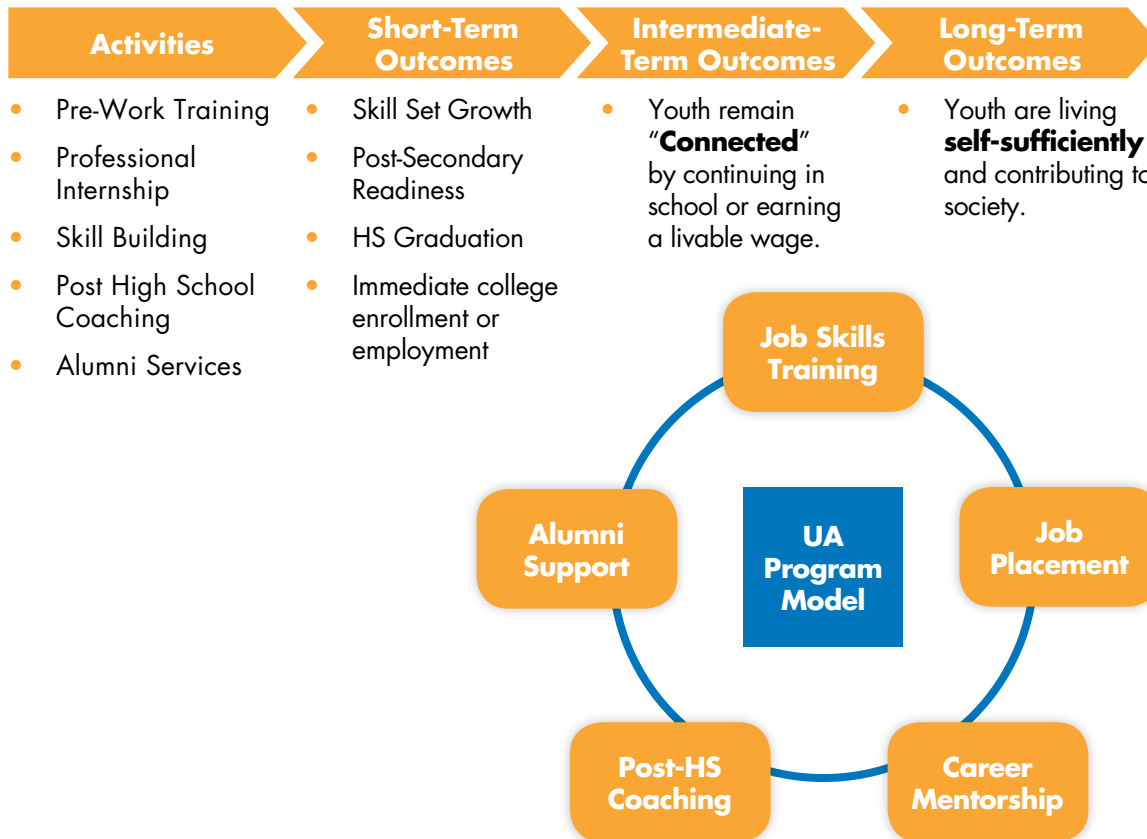 Activities
Short-Term
Outcomes
Intermediate-
Term Outcomes
Long-Term
Outcomes
• Pre-Work Training
• Professional
Internship
• Skill Building
• Post High School
Coaching
• Alumni Services
• Skill Set Growth
• Post-Secondary
Readiness
• HS Graduation
• Immediate college
enrollment or
employment
• Youth remain
“Connected”
by continuing in
school or earning
a livable wage.
• Youth are living
self-sufficiently
and contributing to
society.
Job Skills
Training
Alumni
Support
UA
Program
Model
Job
Placement
Post-HS
Coaching
Career
Mentorship